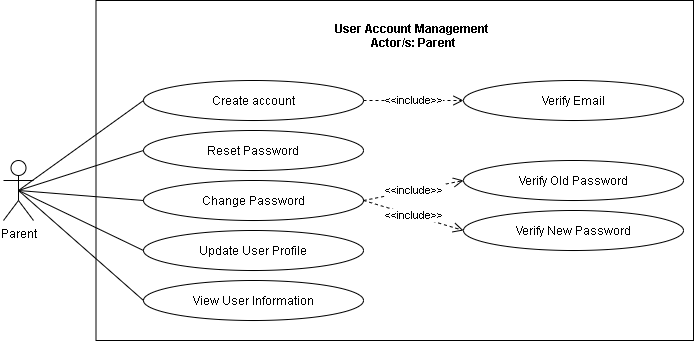 User Account Management
Actor/s: Parent
Create account
<<include>>
Verify Email
Reset Password
Change Password
<<include>>
Verify Old Password
<<include>>
Verify New Password
Parent
Update User Profile
View User Information